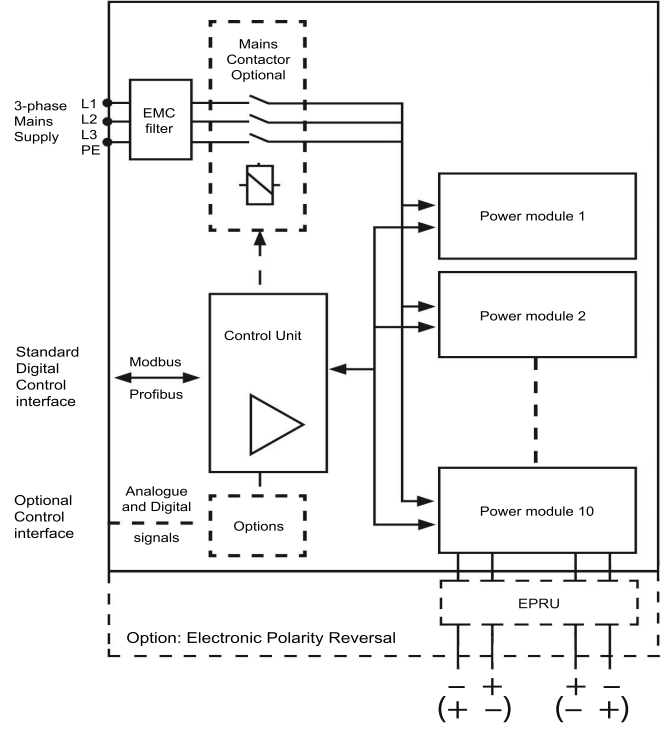 Mains
Contactor
Optional
3-phase
Mains
Supply
L1
L2
L3
PE
EMC
filter
Power module 1
Power module 2
Control Unit
Standard
Digital
Control
interface
Modbus
Profibus
Optional
Control
interface
Analogue
and Digital
signals
Options
Power module 10
EPRU
Option: Electronic Polarity Reversal
− + + −
(+ −) (− +)